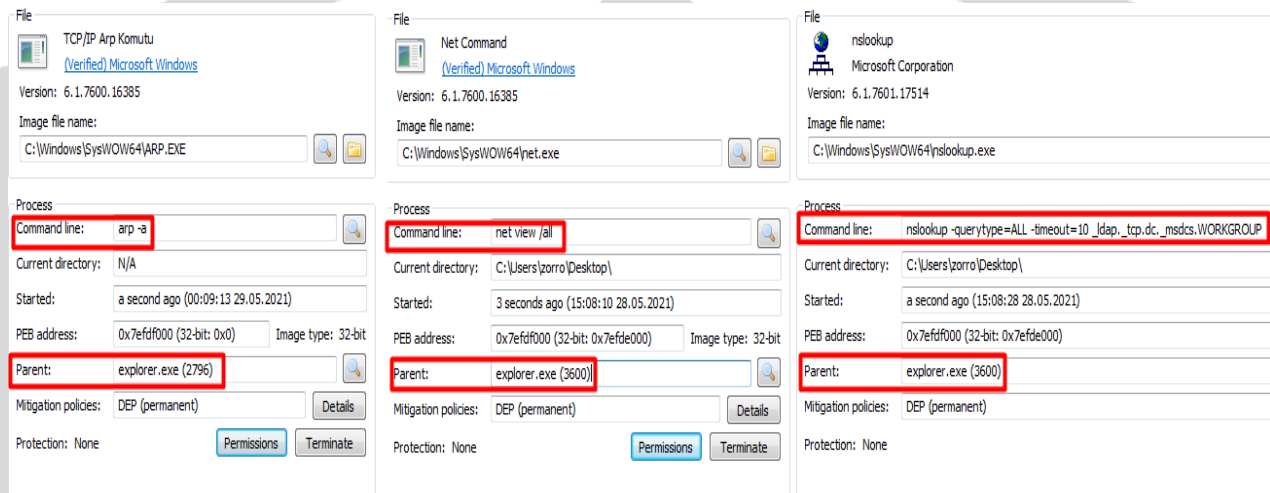 File
TCP/IP Arp Komutu
(Verified) Microsoft Windows
Version: 6.1.7600.16385
Image file name:
C:\Windows\SysWOW64\ARP.EXE
Process
Command line: arp -a
Current directory: N/A
Started: a second ago (00:09:13 29.05.2021)
PEB address: 0x7efdf000 (32-bit: 0x0) Image type: 32-bit
Parent: explorer.exe (2796)
Mitigation policies: DEP (permanent) Details
Protection: None Permissions Terminate
File
Net Command
(Verified) Microsoft Windows
Version: 6.1.7600.16385
Image file name:
C:\Windows\SysWOW64\net.exe
Process
Command line: net view /all
Current directory: C:\Users\zorro\Desktop\
Started: 3 seconds ago (15:08:10 28.05.2021)
PEB address: 0x7efdf000 (32-bit: 0x7efde000) Image type: 32-bit
Parent: explorer.exe (3600)
Mitigation policies: DEP (permanent) Details
Protection: None Permissions Terminate
File
nslookup
Microsoft Corporation
Version: 6.1.7601.17514
Image file name:
C:\Windows\SysWOW64\nslookup.exe
Process
Command line: nslookup -querytype=ALL -timeout=10 _ldap._tcp.dc._msdcs.WORKGROUP
Current directory: C:\Users\zorro\Desktop\
Started: a second ago (15:08:28 28.05.2021)
PEB address: 0x7efdf000 (32-bit: 0x7efde000)
Parent: explorer.exe (3600)
Mitigation policies: DEP (permanent)
Protection: None